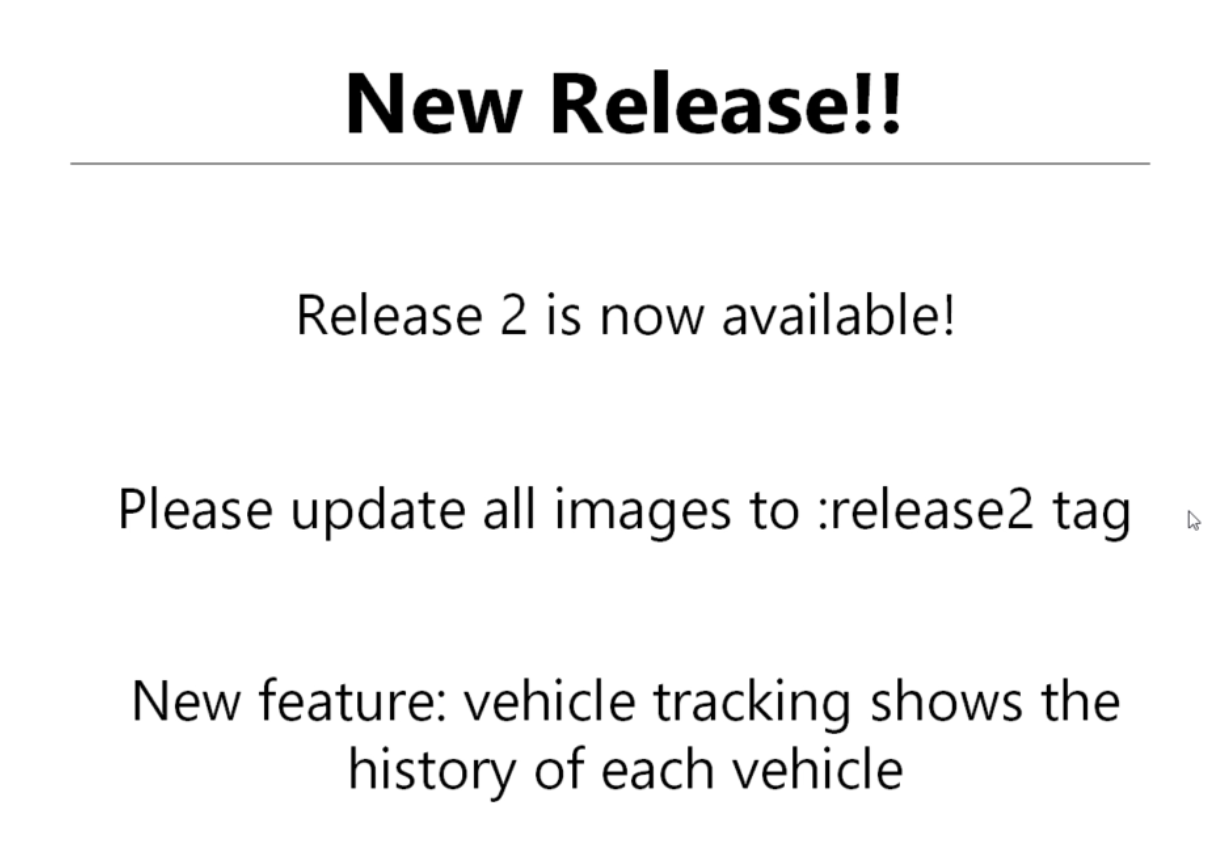 New Release!!
Release 2 is now available!
Please update all images to :release2 tag
New feature: vehicle tracking shows the
history of each vehicle